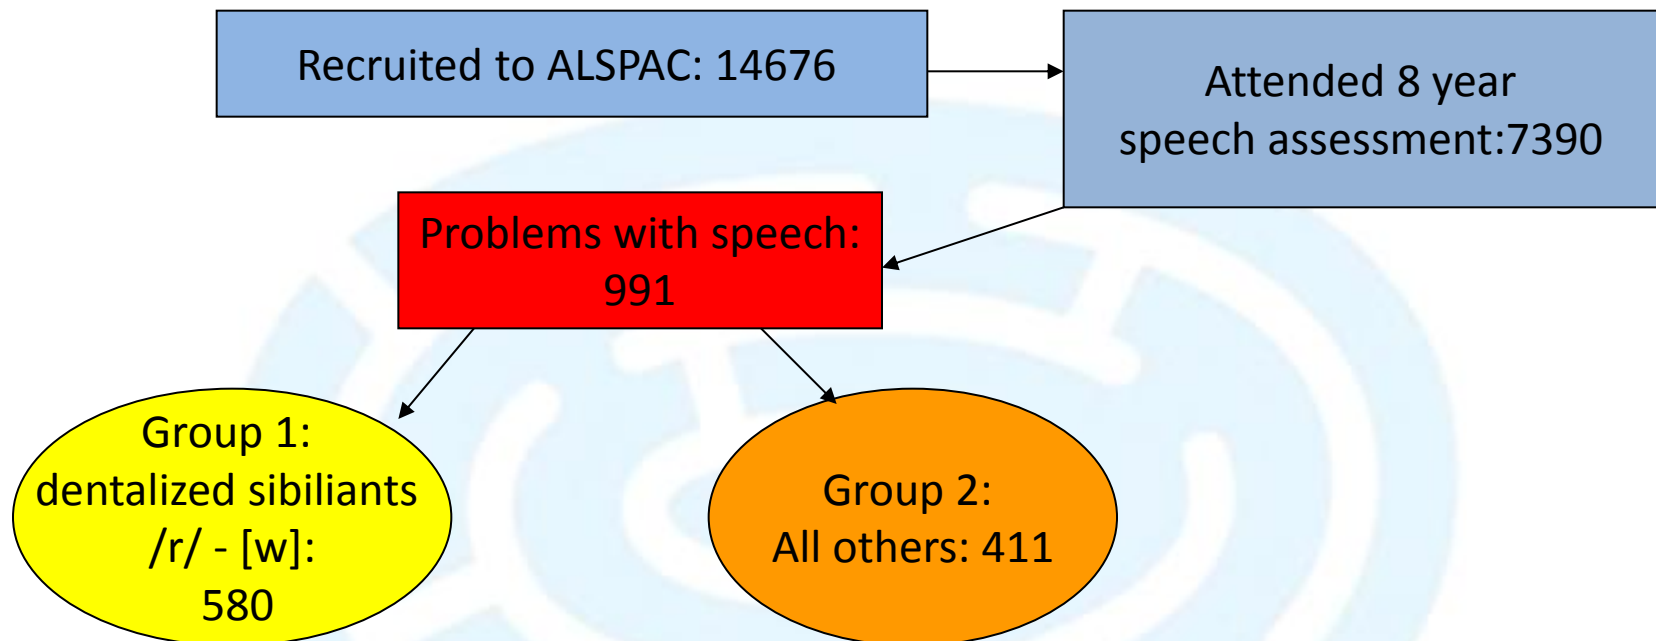 Recruited to ALSPAC: 14676
Attended 8 year
speech assessment:7390
Problems with speech:
991
Group 1:
dentalized sibiliants
/r/ - [w]:
580
Group 2:
All others: 411